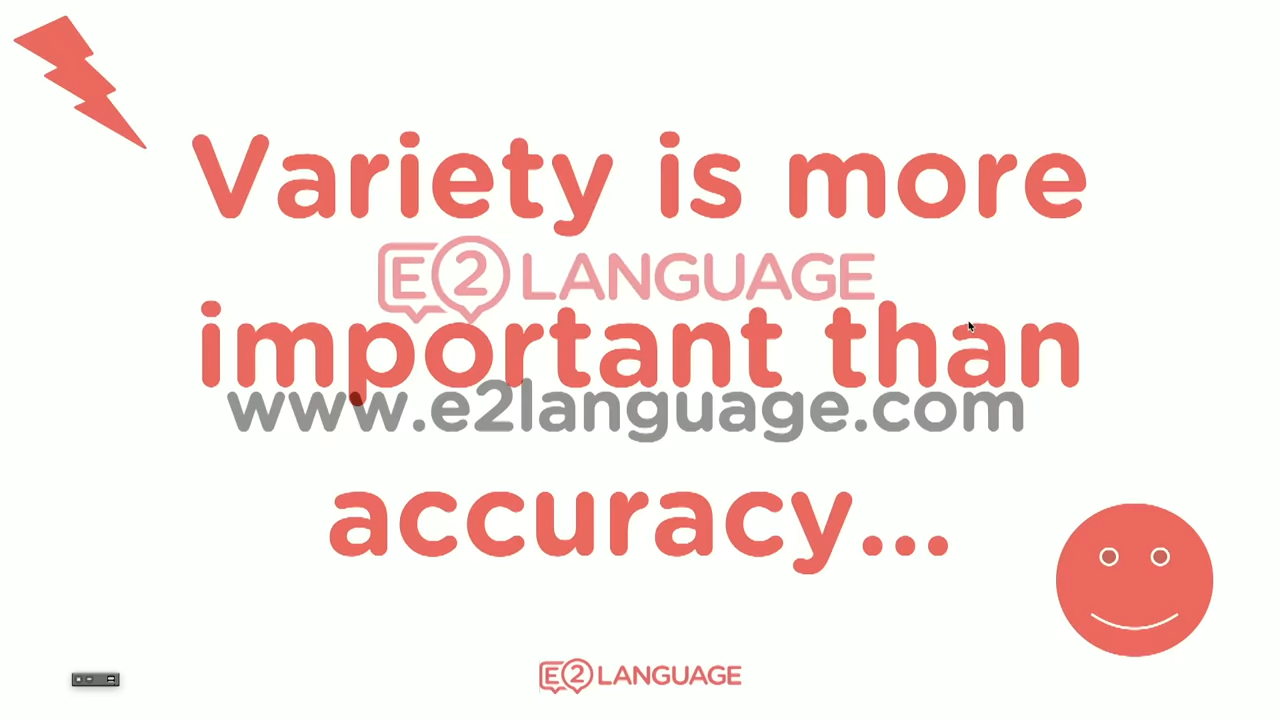 Variety is more
E2 LANGUAGE
important than
www.e2language.com
accuracy...
E2 LANGUAGE